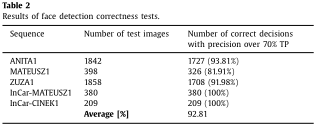 Table 2
Results of face detection correctness tests.
Sequence Number of test images Number of correct decisions
with precision over 70% TP
ANITA1 1842 1727 (93.81%)
MATEUSZ1 398 326 (81.91%)
ZUZA1 1858 1708 (91.98%)
InCar-MATEUSZ1 380 380 (100%)
InCar-CINEK1 209 209 (100%)
Average [%] 92.81